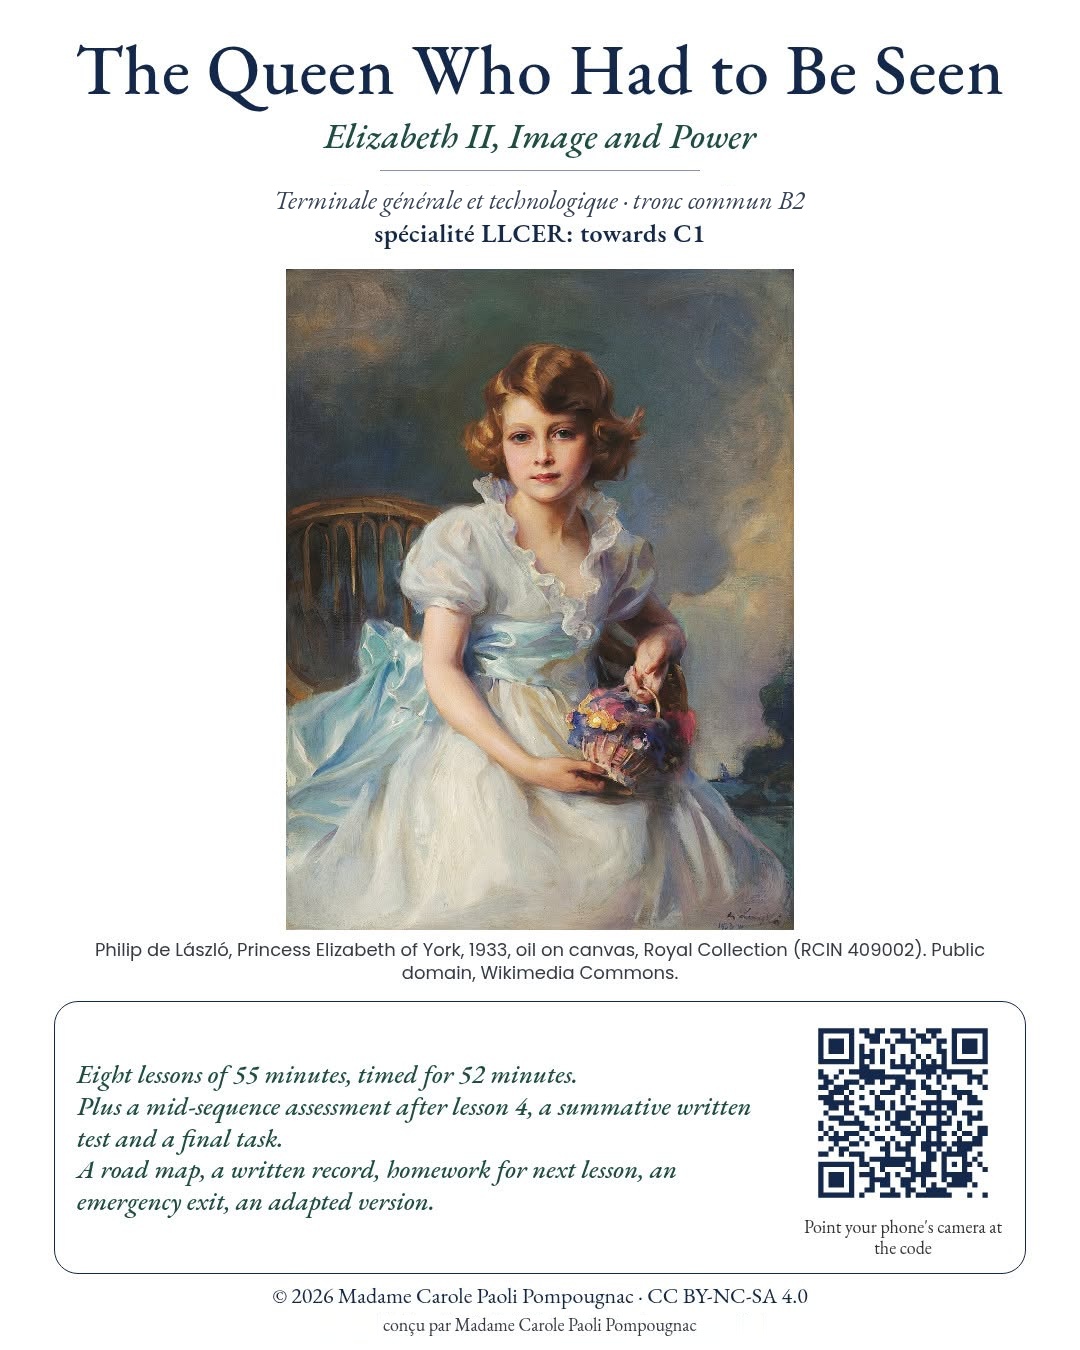 The Queen Who Had to Be Seen
Elizabeth II, Image and Power
Terminale générale et technologique · tronc commun B2
spécialité LLCER: towards C1
Philip de László, Princess Elizabeth of York, 1933, oil on canvas, Royal Collection (RCIN 409002). Public
domain, Wikimedia Commons.
Eight lessons of 55 minutes, timed for 52 minutes.
Plus a mid-sequence assessment after lesson 4, a summative written
test and a final task.
A road map, a written record, homework for next lesson, an
emergency exit, an adapted version.
Point your phone's camera at
the code
© 2026 Madame Carole Paoli Pompougnac · CC BY-NC-SA 4.0
conçu par Madame Carole Paoli Pompougnac